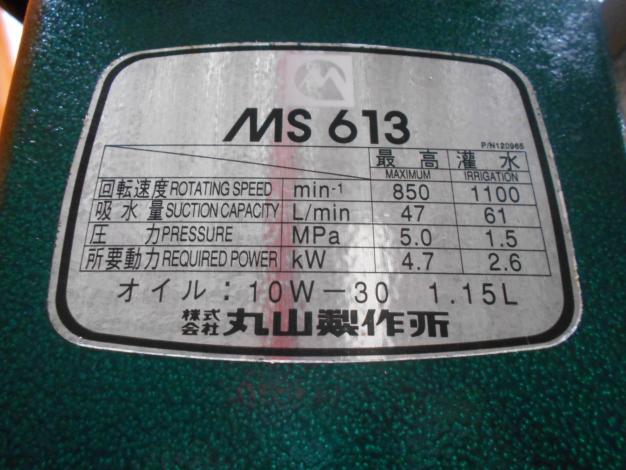 MS 613
P/N120965
最高 灌水
MAXIMUM IRRIGATION
回転速度 ROTATING SPEED min-1 850 1100
吸水量 SUCTION CAPACITY L/min 47 61
圧力 PRESSURE MPa 5.0 1.5
所要動力 REQUIRED POWER kW 4.7 2.6
オイル：10W－30 1.15L
株式会社 丸山製作所